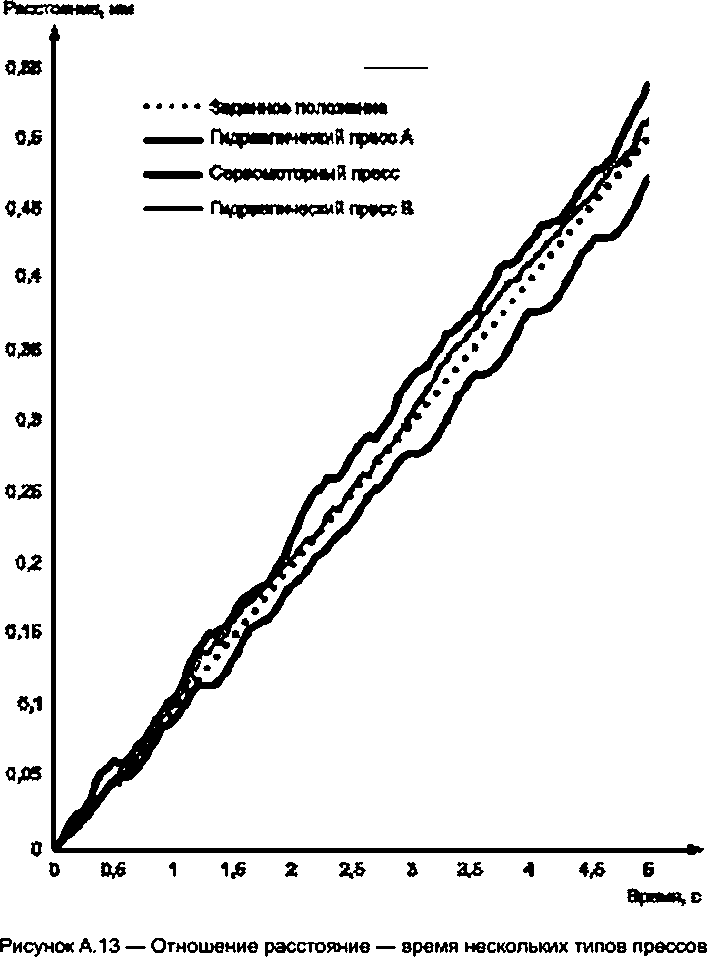 Расстояние, мм
0,55
0,5
0,45
0,4
0,35
0,3
0,25
0,2
0,15
0,1
0,05
0
Заданное положение
Гидравлический пресс A
Сервомоторный пресс
Гидравлический пресс B
0 0,5 1 1,5 2 2,5 3 3,5 4 4,5 5
Время, с
Рисунок А.13 — Отношение расстояние — время нескольких типов прессов